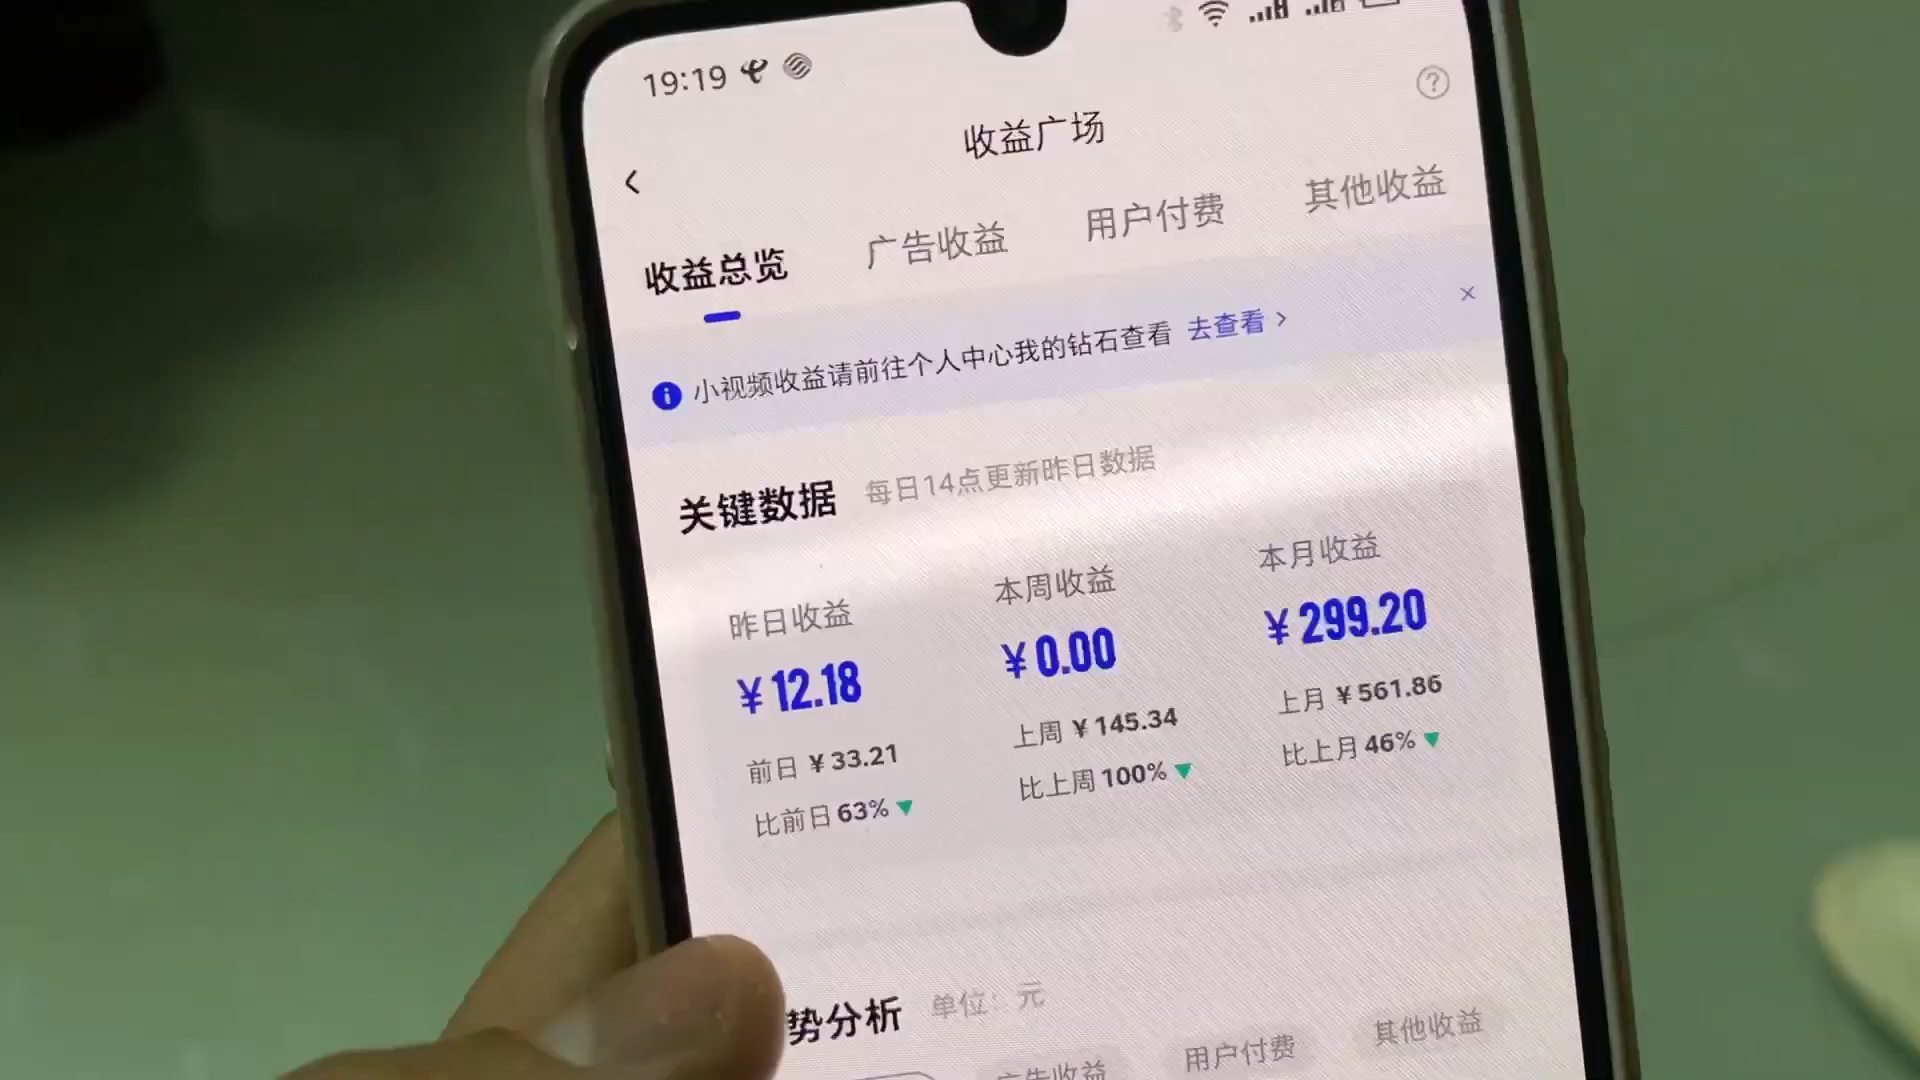 19:19
收益广场
收益总览 广告收益 用户付费 其他收益
小视频收益请前往个人中心我的钻石查看 去查看 >
关键数据 每日14点更新昨日数据
昨日收益 本周收益 本月收益
¥12.18 ¥0.00 ¥299.20
前日 ¥33.21 上周 ¥145.34 上月 ¥561.86
比前日 63% 比上周 100% 比上月 46%
势分析 单位：元
广告收益 用户付费 其他收益